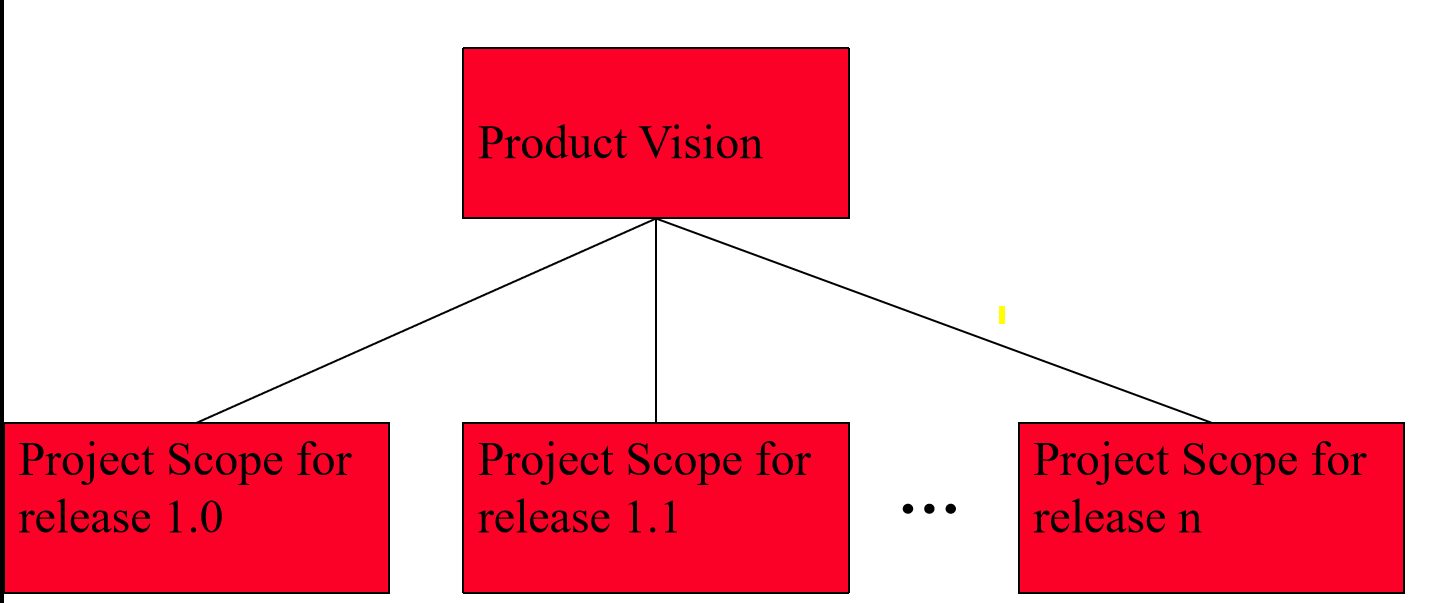 Product Vision
Project Scope for
release 1.0
Project Scope for
release 1.1
...
Project Scope for
release n